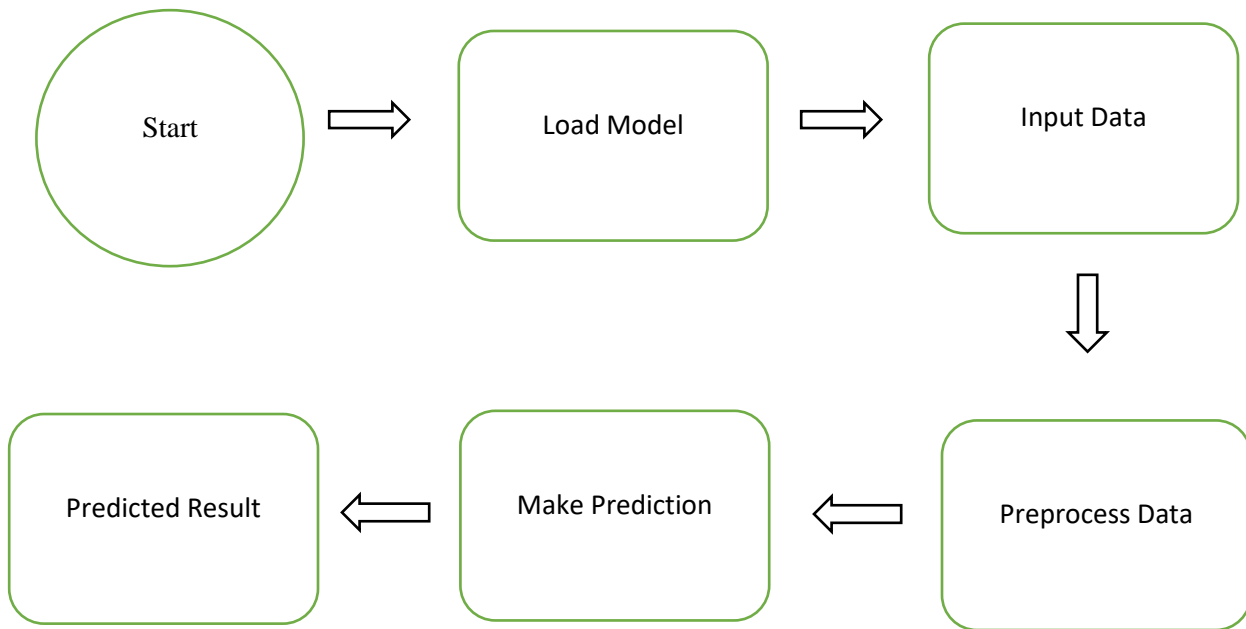 Start
Load Model
Input Data
Preprocess Data
Make Prediction
Predicted Result